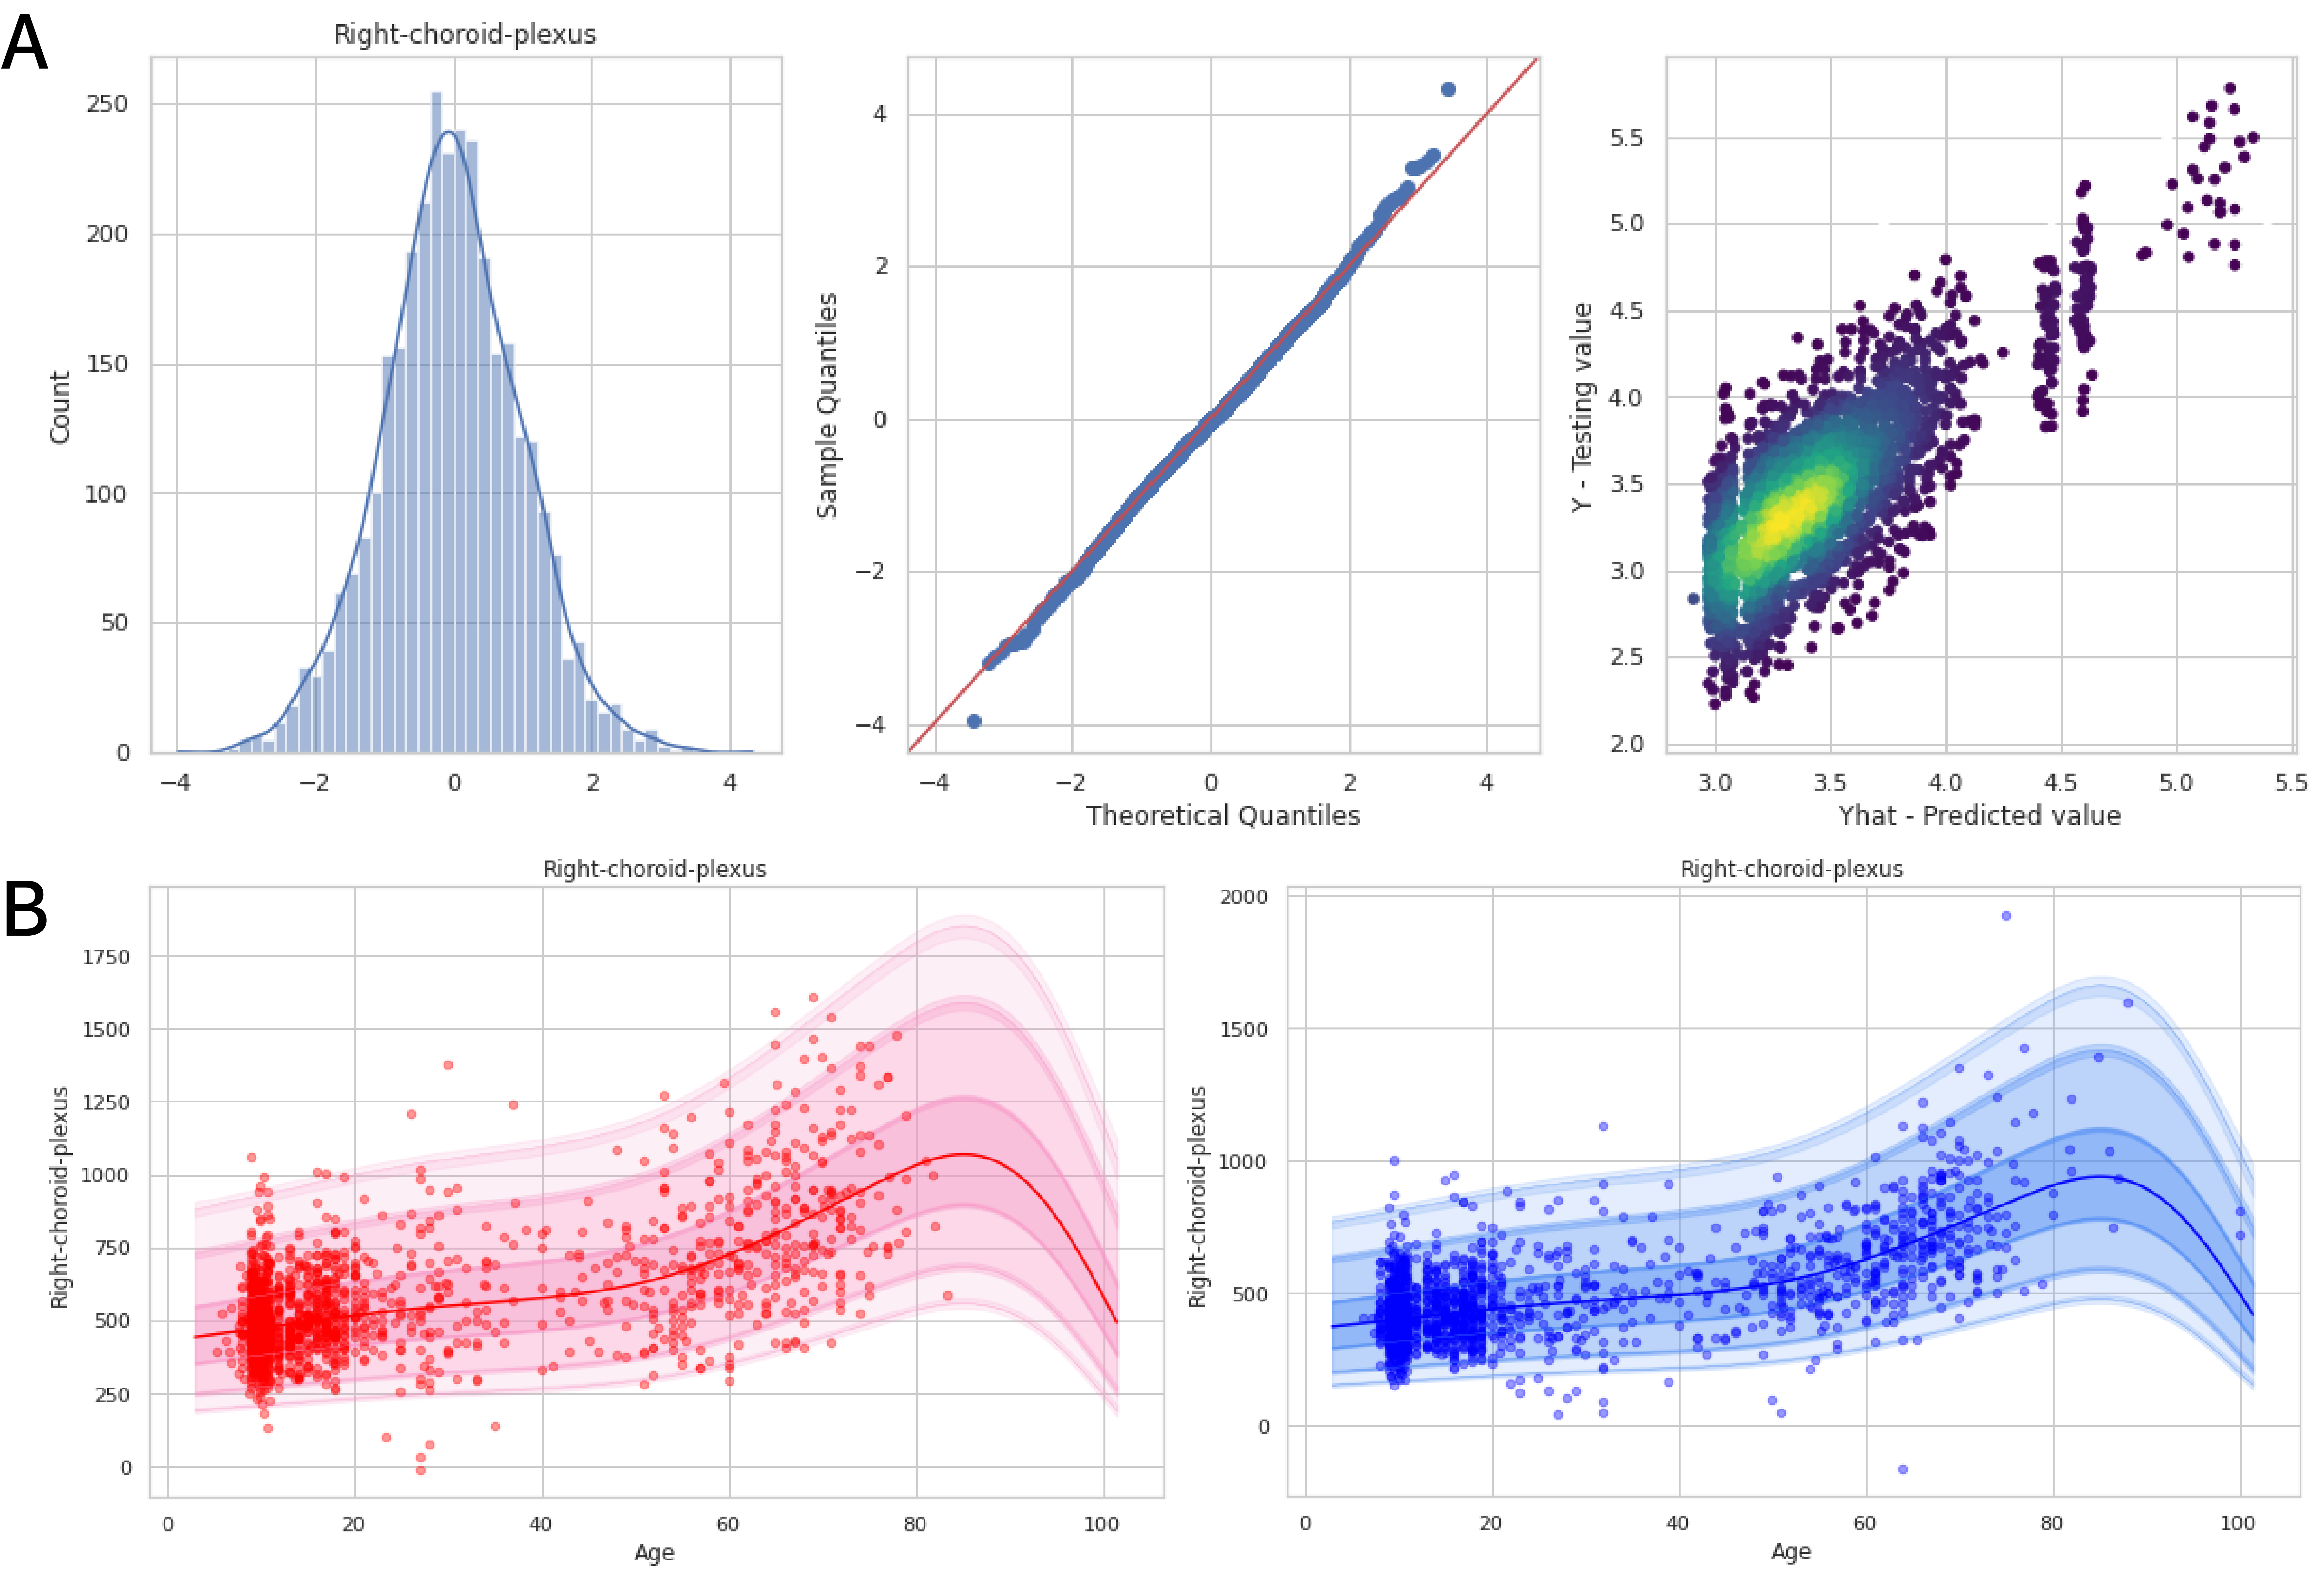 A
Right-choroid-plexus
Count
250
200
150
100
50
0
−4 −2 0 2 4
Sample Quantiles
4
2
0
−2
−4
−4 −2 0 2 4
Theoretical Quantiles
Y - Testing value
5.5
5.0
4.5
4.0
3.5
3.0
2.5
2.0
3.0 3.5 4.0 4.5 5.0 5.5
Yhat - Predicted value
B
Right-choroid-plexus
Right-choroid-plexus
1750
1500
1250
1000
750
500
250
0
0 20 40 60 80 100
Age
Right-choroid-plexus
Right-choroid-plexus
2000
1500
1000
500
0
0 20 40 60 80 100
Age